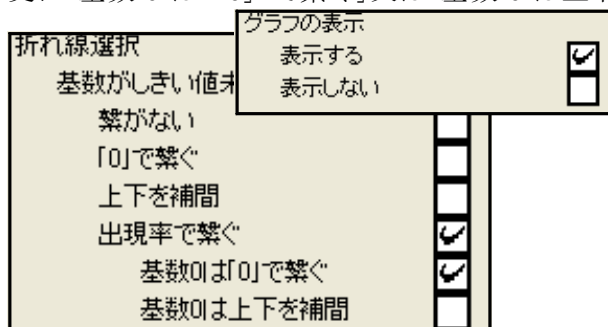 グラフの表示
表示する
表示しない
折れ線選択
基数がしきい値未
繋がない
「0」で繋ぐ
上下を補間
出現率で繋ぐ
基数0は「0」で繋ぐ
基数0は上下を補間